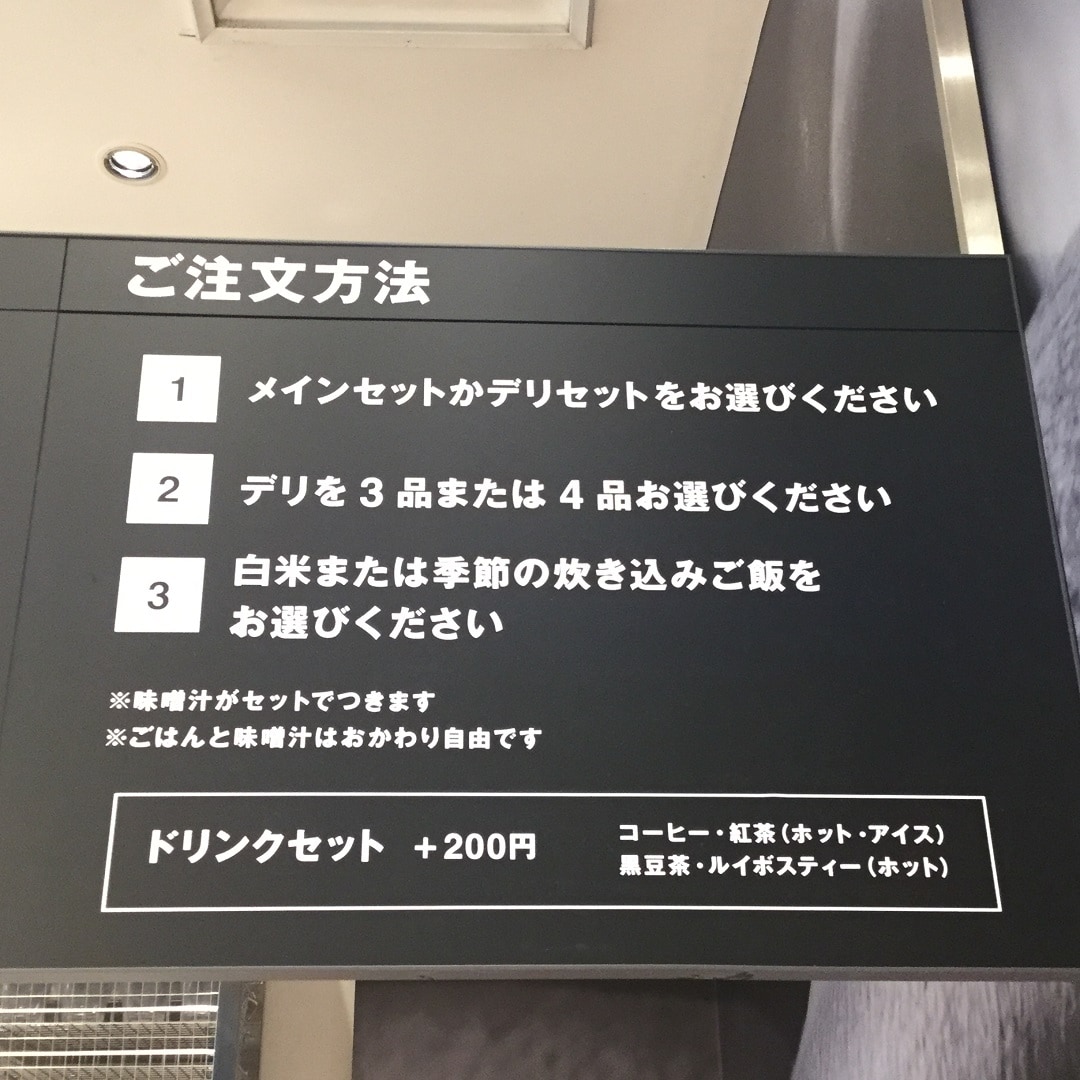 ご注文方法
1 メインセットかデリセットをお選びください
2 デリを3品または4品お選びください
3 白米または季節の炊き込みご飯を
お選びください
※味噌汁がセットでつきます
※ごはんと味噌汁はおかわり自由です
ドリンクセット +200円
コーヒー・紅茶(ホット・アイス)
黒豆茶・ルイボスティー(ホット)